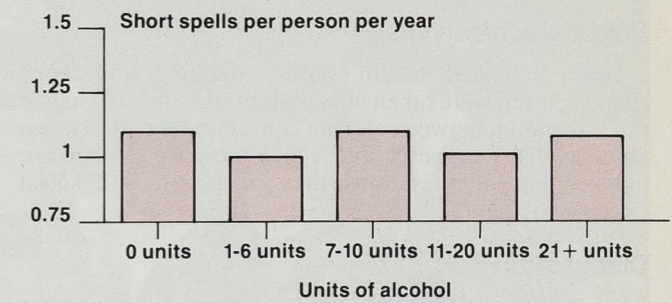 Short spells per person per year
1.5
1.25
1
0.75
0 units 1-6 units 7-10 units 11-20 units 21+ units
Units of alcohol